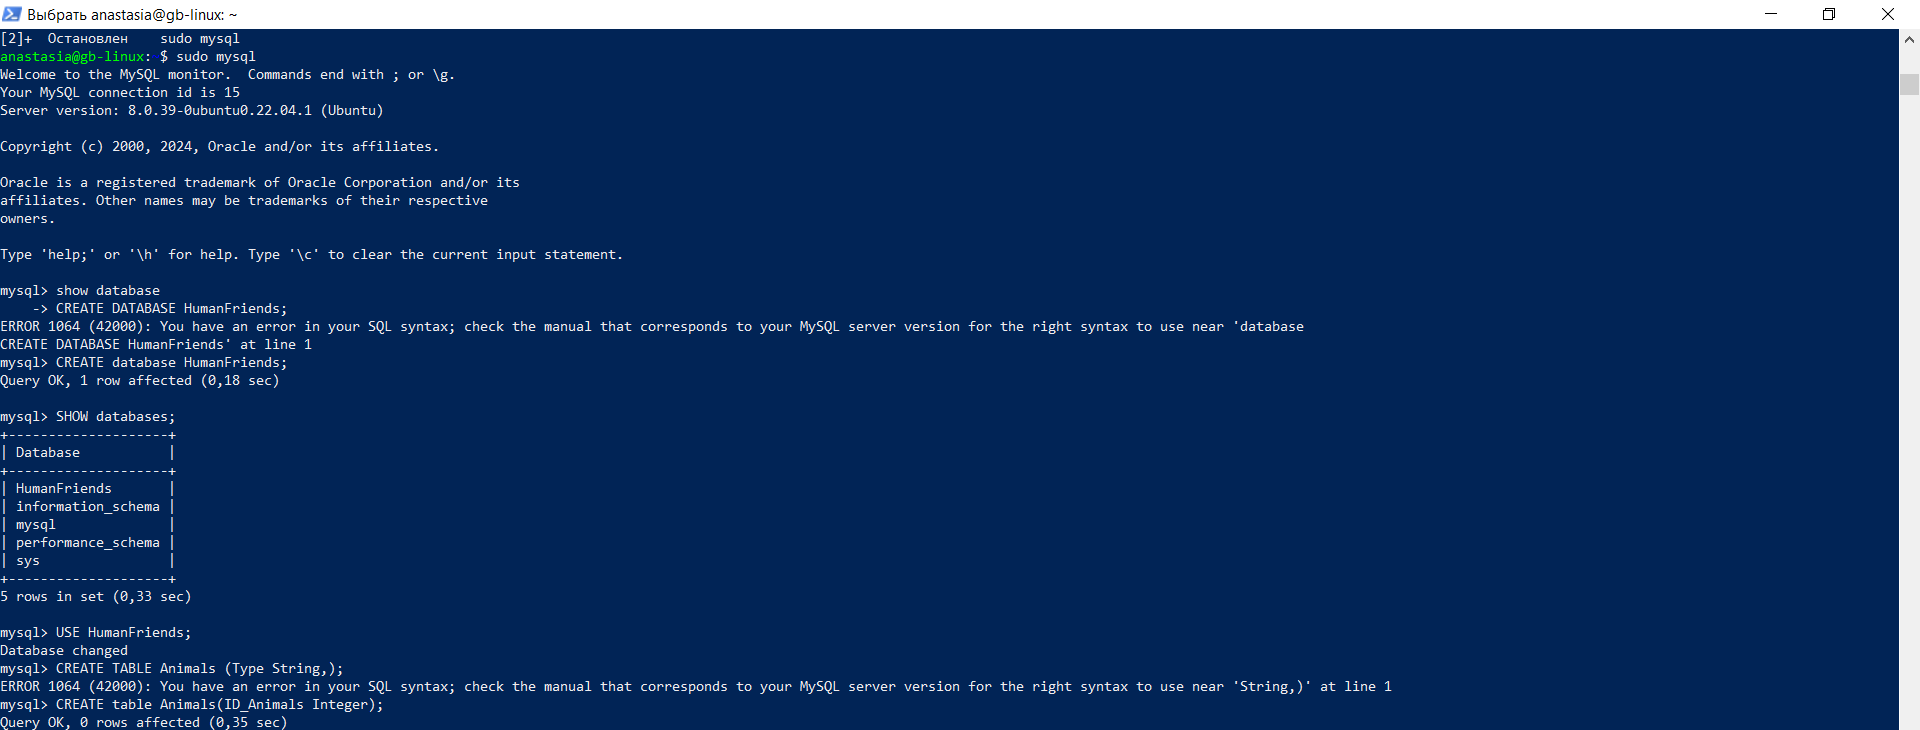 Выбрать anastasia@gb-linux: ~
[2]+  Остановлен    sudo mysql
anastasia@gb-linux: $ sudo mysql
Welcome to the MySQL monitor.  Commands end with ; or \g.
Your MySQL connection id is 15
Server version: 8.0.39-0ubuntu0.22.04.1 (Ubuntu)
Copyright (c) 2000, 2024, Oracle and/or its affiliates.
Oracle is a registered trademark of Oracle Corporation and/or its
affiliates. Other names may be trademarks of their respective
owners.
Type 'help;' or '\h' for help. Type '\c' to clear the current input statement.
mysql> show database
    -> CREATE DATABASE HumanFriends;
ERROR 1064 (42000): You have an error in your SQL syntax; check the manual that corresponds to your MySQL server version for the right syntax to use near 'database
CREATE DATABASE HumanFriends' at line 1
mysql> CREATE database HumanFriends;
Query OK, 1 row affected (0,18 sec)
mysql> SHOW databases;
+--------------------+
| Database           |
+--------------------+
| HumanFriends       |
| information_schema |
| mysql              |
| performance_schema |
| sys                |
+--------------------+
5 rows in set (0,33 sec)
mysql> USE HumanFriends;
Database changed
mysql> CREATE TABLE Animals (Type String,);
ERROR 1064 (42000): You have an error in your SQL syntax; check the manual that corresponds to your MySQL server version for the right syntax to use near 'String,)' at line 1
mysql> CREATE table Animals(ID_Animals Integer);
Query OK, 0 rows affected (0,35 sec)